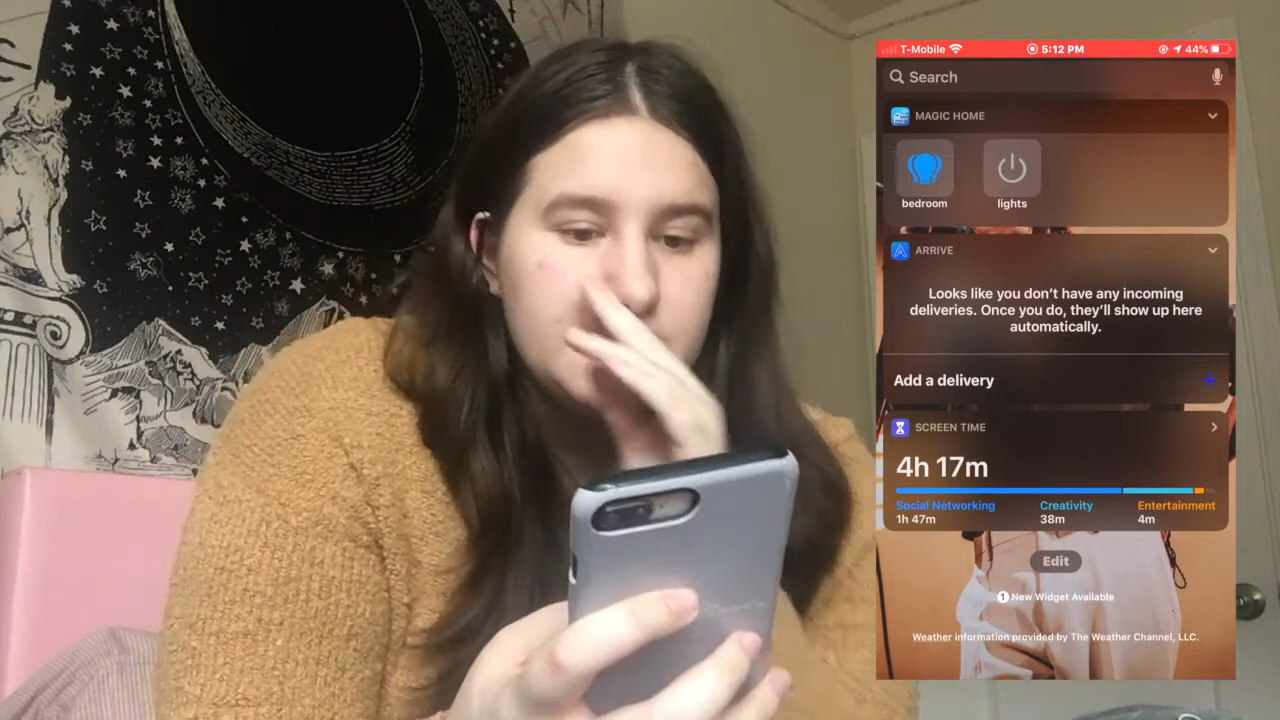 T-Mobile 5:12 PM 44%
Search
MAGIC HOME
bedroom lights
ARRIVE
Looks like you don't have any incoming
deliveries. Once you do, they'll show up here
automatically.
Add a delivery +
SCREEN TIME
4h 17m
Social Networking Creativity Entertainment
1h 47m 38m 4m
Edit
1 New Widget Available
Weather information provided by The Weather Channel, LLC.